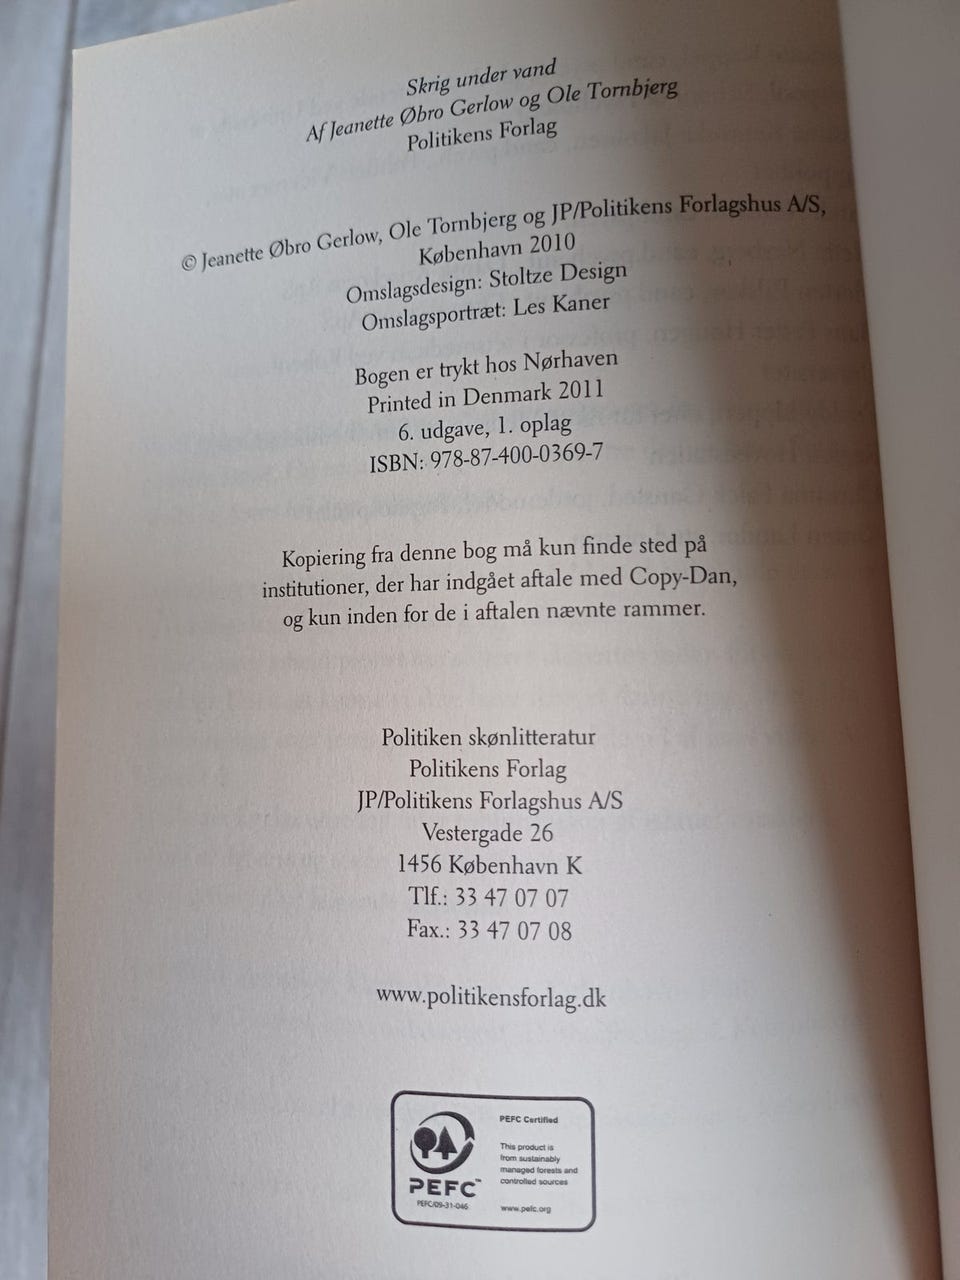 Skrig under vand
Af Jeanette Øbro Gerlow og Ole Tornbjerg
Politikens Forlag
© Jeanette Øbro Gerlow, Ole Tornbjerg og JP/Politikens Forlagshus A/S,
København 2010
Omslagsdesign: Stoltze Design
Omslagsportræt: Les Kaner
Bogen er trykt hos Nørhaven
Printed in Denmark 2011
6. udgave, 1. oplag
ISBN: 978-87-400-0369-7
Kopiering fra denne bog må kun finde sted på
institutioner, der har indgået aftale med Copy-Dan,
og kun inden for de i aftalen nævnte rammer.
Politiken skønlitteratur
Politikens Forlag
JP/Politikens Forlagshus A/S
Vestergade 26
1456 København K
Tlf.: 33 47 07 07
Fax.: 33 47 07 08
www.politikensforlag.dk
PEFC™
PEFC/09-31-046
PEFC Certified
This product is
from sustainably
managed forests and
controlled sources
www.pefc.org